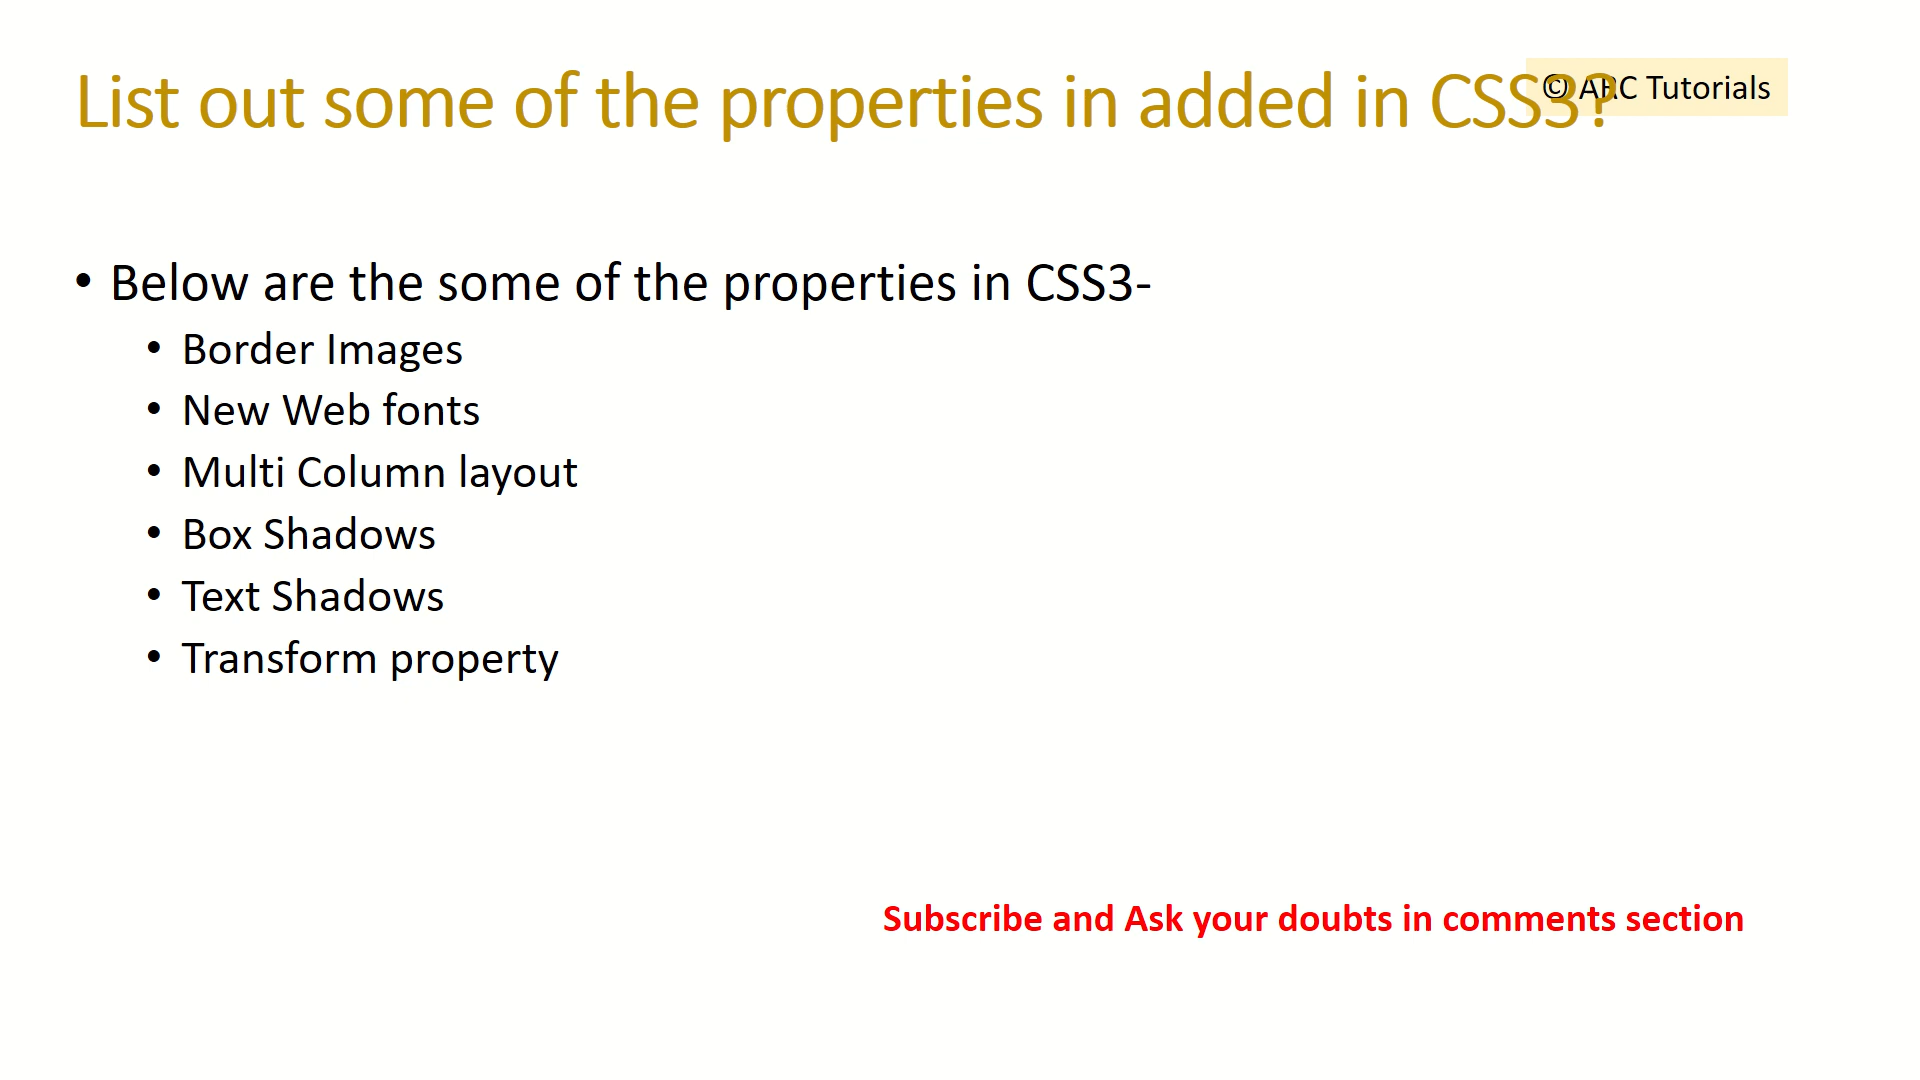 List out some of the properties in added in CSS3?
© ARC Tutorials
• Below are the some of the properties in CSS3-
• Border Images
• New Web fonts
• Multi Column layout
• Box Shadows
• Text Shadows
• Transform property
Subscribe and Ask your doubts in comments section